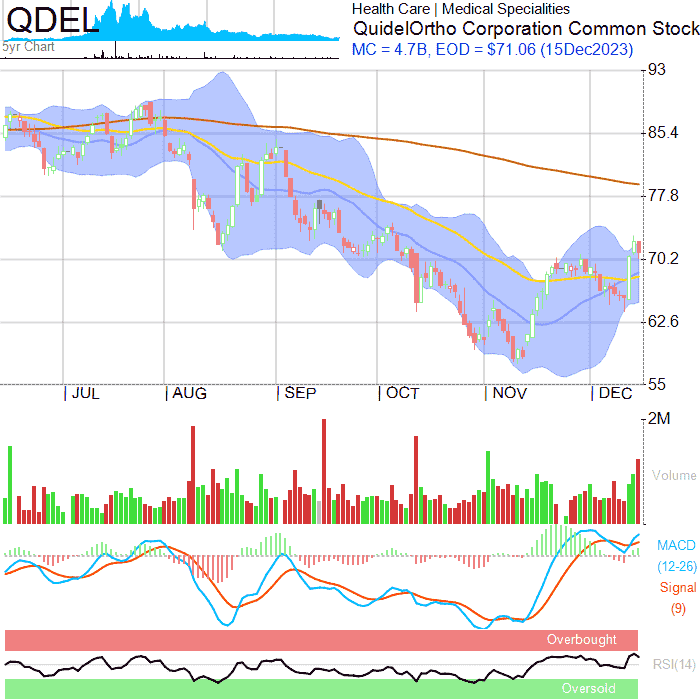 QDEL
5yr Chart
Health Care | Medical Specialities
QuidelOrtho Corporation Common Stock
MC = 4.7B, EOD = $71.06 (15Dec2023)
93
85.4
77.8
70.2
62.6
55
| JUL | AUG | SEP | OCT | NOV | DEC
2M
Volume
MACD
(12-26)
Signal
(9)
Overbought
RSI(14)
Oversold